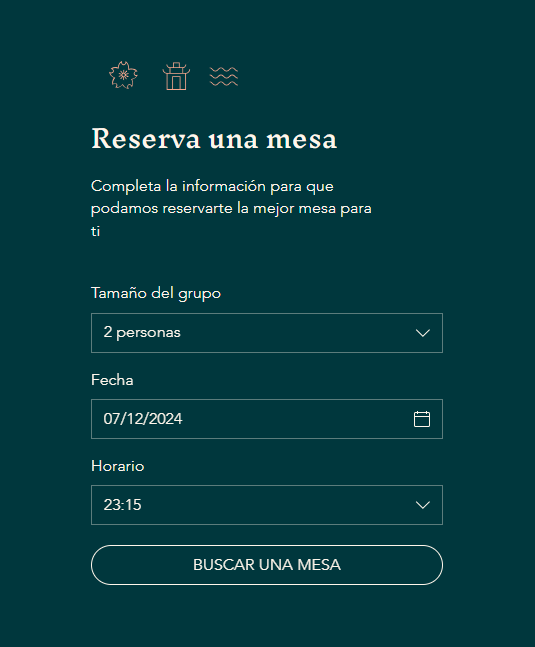 Reserva una mesa
Completa la información para que
podamos reservarte la mejor mesa para
ti
Tamaño del grupo
2 personas
Fecha
07/12/2024
Horario
23:15
BUSCAR UNA MESA